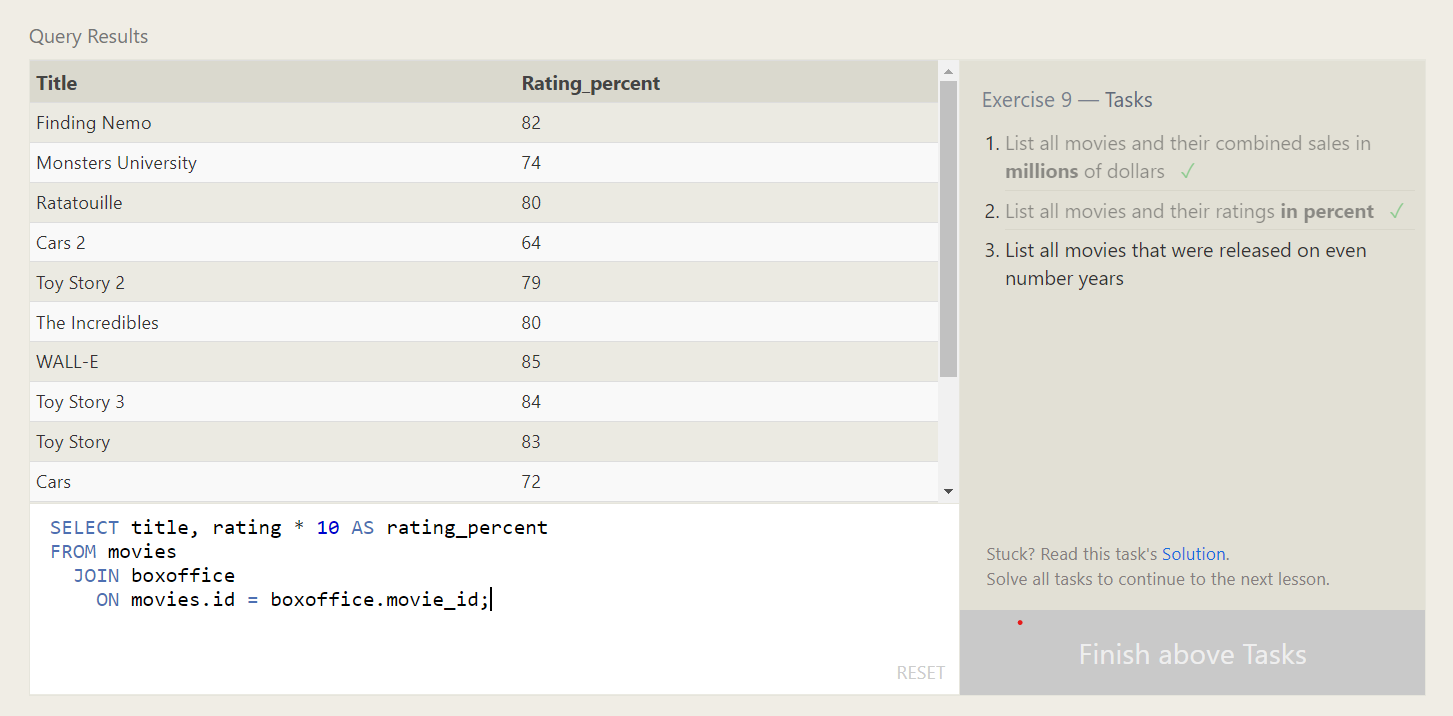 Query Results
Title Rating_percent
Finding Nemo 82
Monsters University 74
Ratatouille 80
Cars 2 64
Toy Story 2 79
The Incredibles 80
WALL-E 85
Toy Story 3 84
Toy Story 83
Cars 72
SELECT title, rating * 10 AS rating_percent
FROM movies
JOIN boxoffice
ON movies.id = boxoffice.movie_id;
RESET
Exercise 9 — Tasks
1. List all movies and their combined sales in
millions of dollars ✓
2. List all movies and their ratings in percent ✓
3. List all movies that were released on even
number years
Stuck? Read this task's Solution.
Solve all tasks to continue to the next lesson.
Finish above Tasks